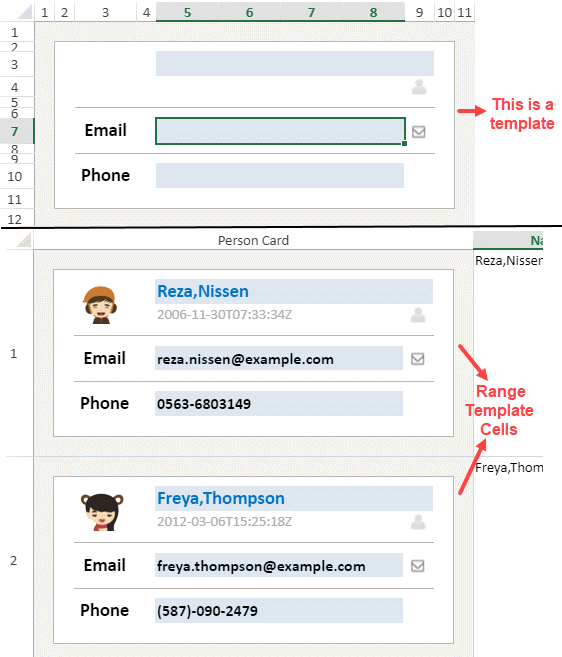 1 2 3 4 5 6 7 8 9 10 11
1
2
3
4
5
6
Email
This is a
template
7
8
9
Phone
10
11
12
Person Card
Na
Reza,Nissen
Reza,Nissen
2006-11-30T07:33:34Z
1
Email
reza.nissen@example.com
Phone
0563-6803149
Range
Template
Cells
Freya,Thom
Freya,Thompson
2012-03-06T15:25:18Z
2
Email
freya.thompson@example.com
Phone
(587)-090-2479